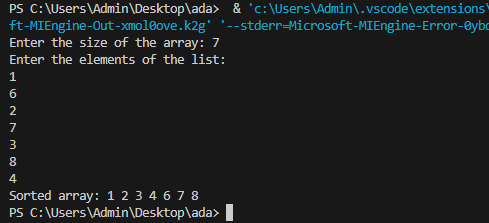 PS C:\Users\Admin\Desktop\ada>  & 'c:\Users\Admin\.vscode\extensions\
ft-MIEngine-Out-xmol0ove.k2g' '--stderr=Microsoft-MIEngine-Error-0ybo
Enter the size of the array: 7
Enter the elements of the list:
1
6
2
7
3
8
4
Sorted array: 1 2 3 4 6 7 8
PS C:\Users\Admin\Desktop\ada>